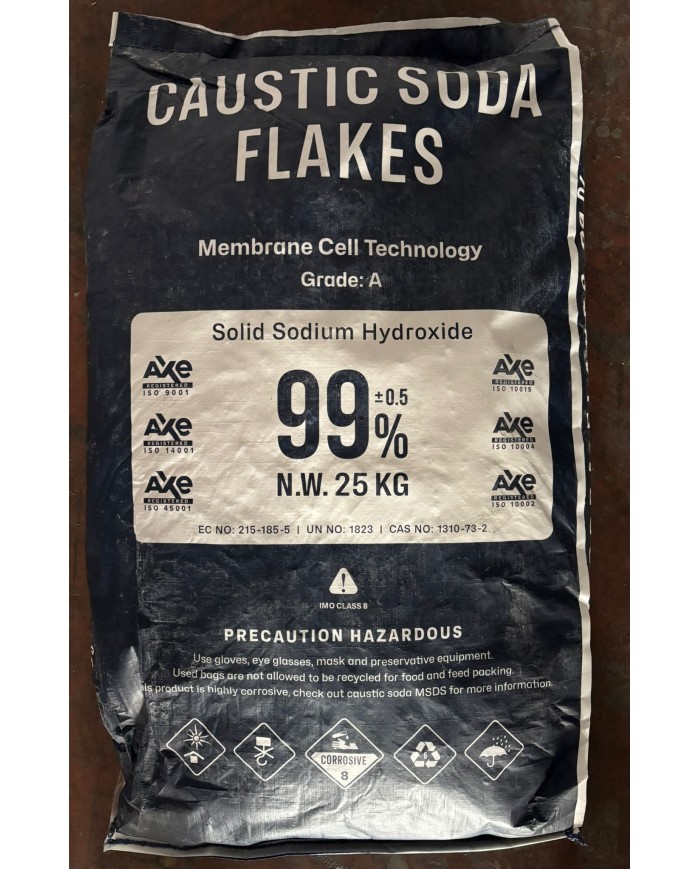 CAUSTIC SODA
FLAKES
Membrane Cell Technology
Grade: A
Solid Sodium Hydroxide
AXe
REGISTERED
ISO 9001
AXe
REGISTERED
ISO 14001
AXe
REGISTERED
ISO 45001
99 ±0.5 %
N.W. 25 KG
AXe
REGISTERED
ISO 10015
AXe
REGISTERED
ISO 10004
AXe
REGISTERED
ISO 10002
EC NO: 215-185-5 | UN NO: 1823 | CAS NO: 1310-73-2
IMO CLASS 8
PRECAUTION HAZARDOUS
Use gloves, eye glasses, mask and preservative equipment.
Used bags are not allowed to be recycled for food and feed packing.
is product is highly corrosive, check out caustic soda MSDS for more information.
CORROSIVE
8